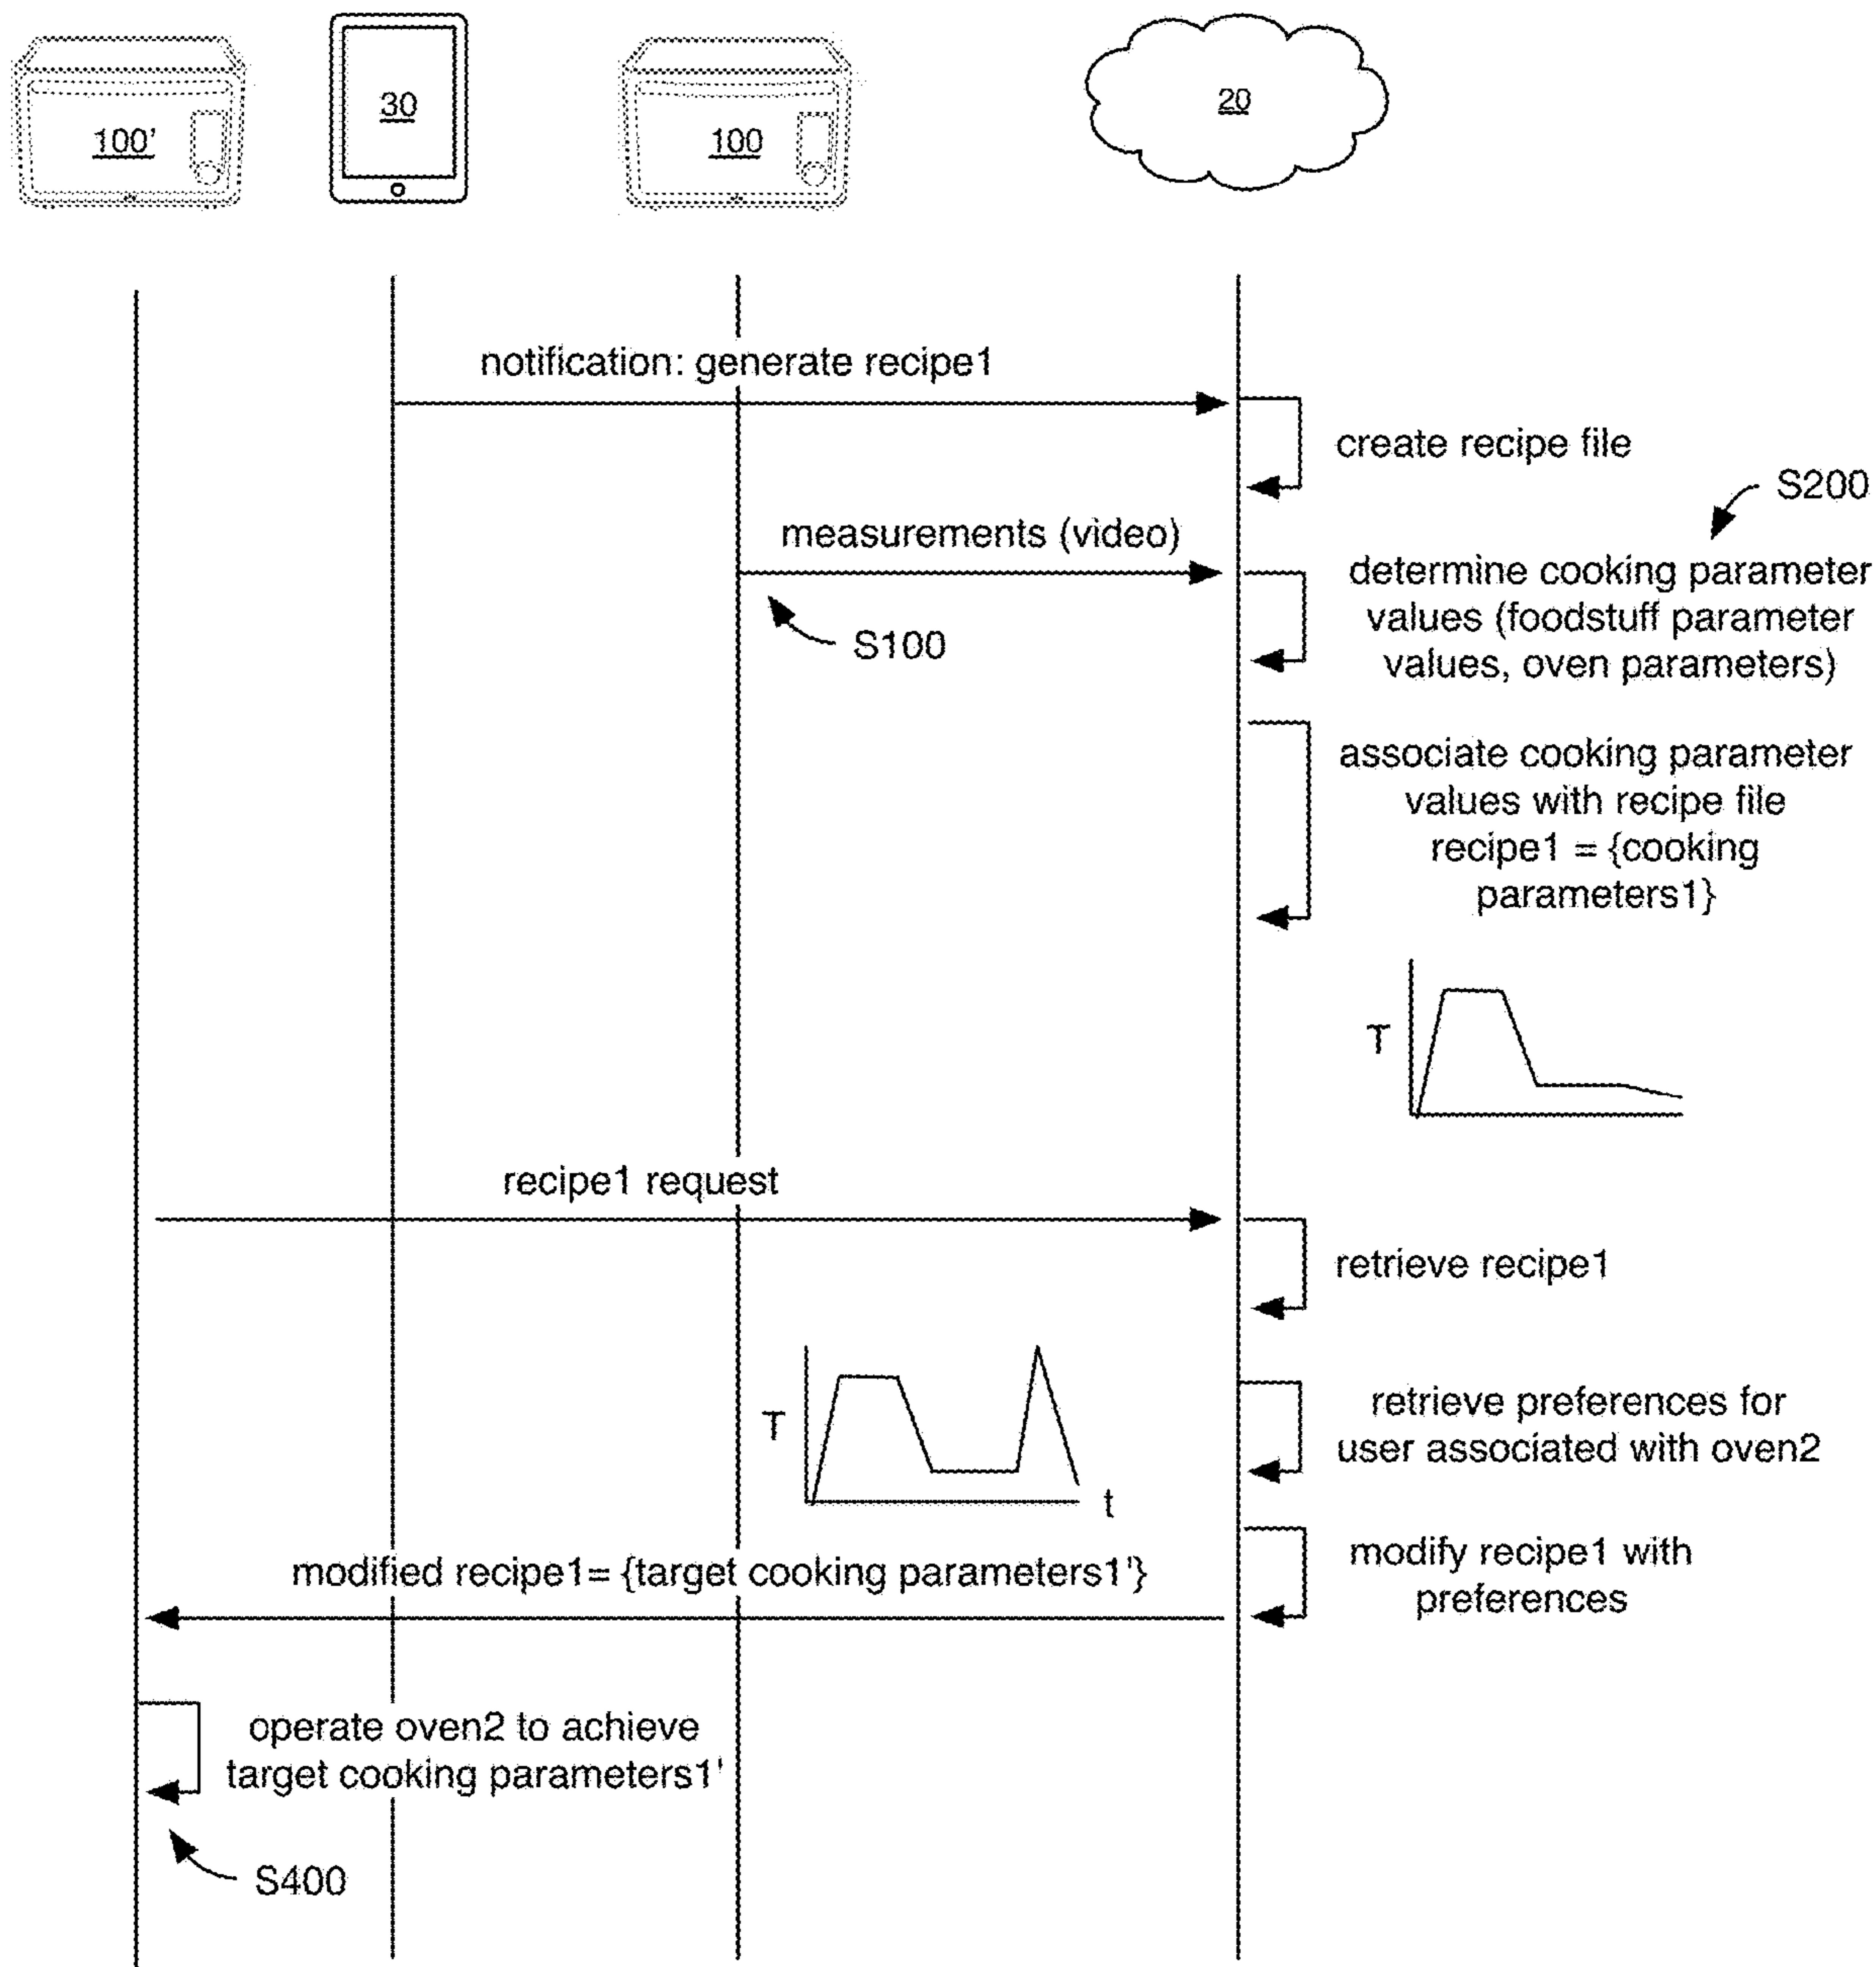 100'
30
100
20
notification: generate recipe1
create recipe file
S200
measurements (video)
determine cooking parameter
values (foodstuff parameter
values, oven parameters)
S100
associate cooking parameter
values with recipe file
recipe1 = {cooking
parameters1}
T
recipe1 request
retrieve recipe1
T
t
retrieve preferences for
user associated with oven2
modified recipe1= {target cooking parameters1'}
modify recipe1 with
preferences
operate oven2 to achieve
target cooking parameters1'
S400